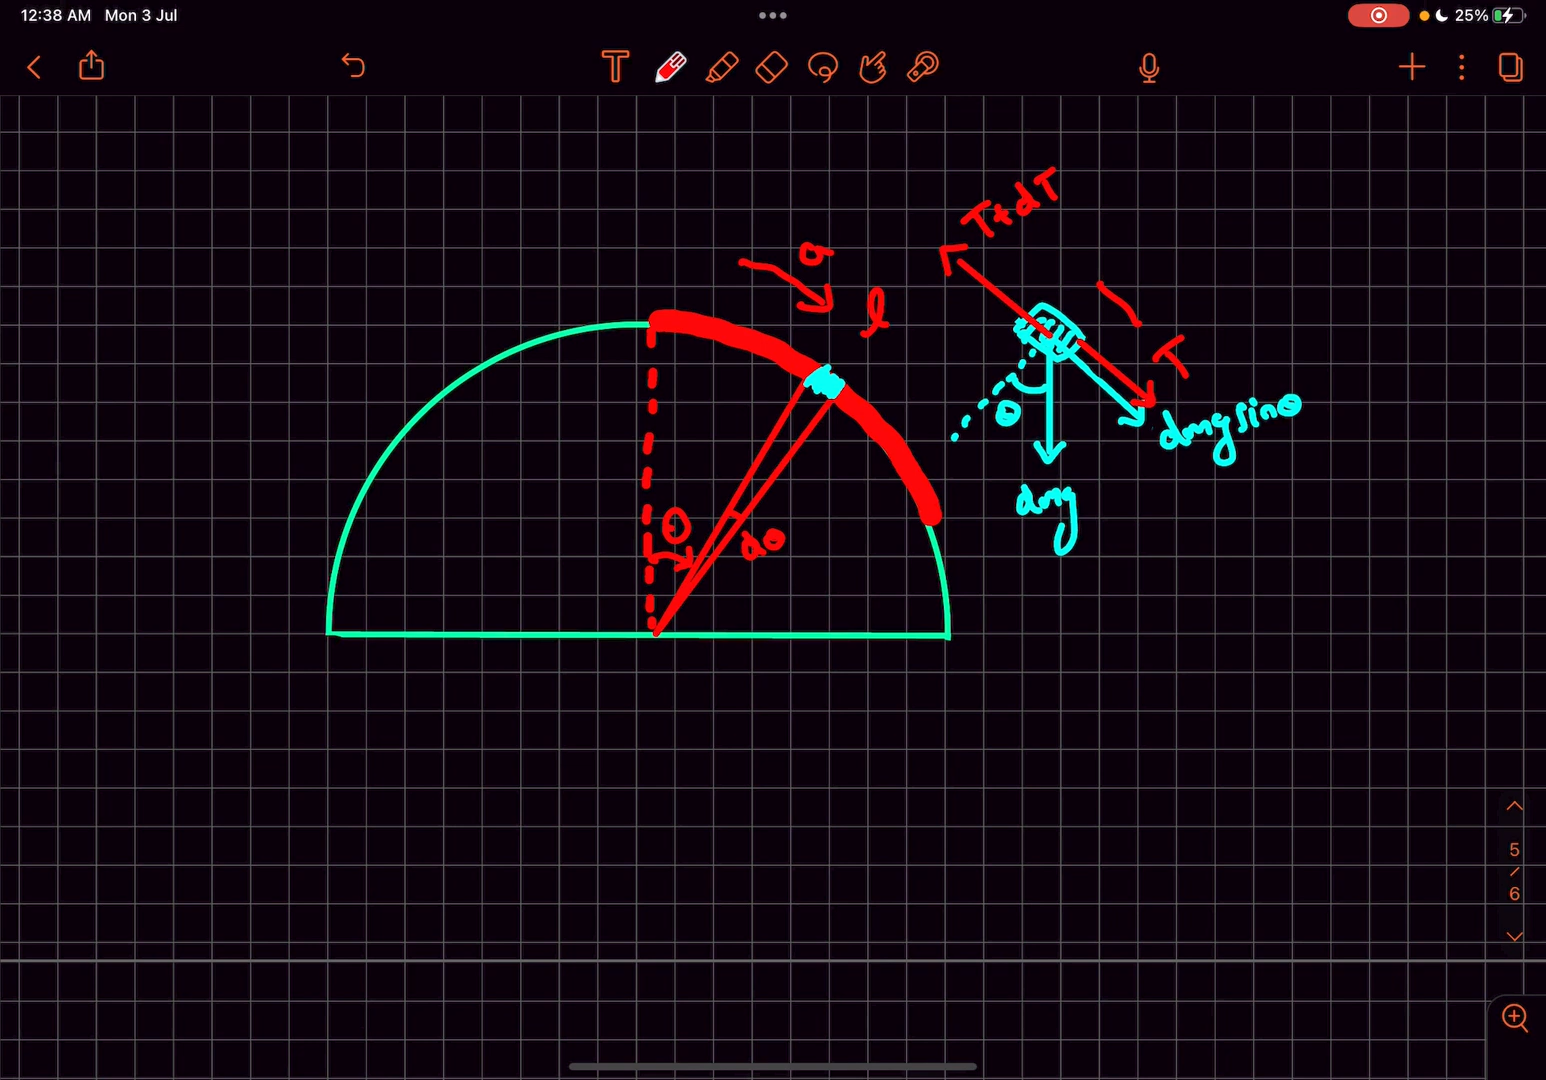 12:38 AM Mon 3 Jul
25%
T+dT
a
l
T
θ
dmg sinθ
dmg
θ
dθ
5
6